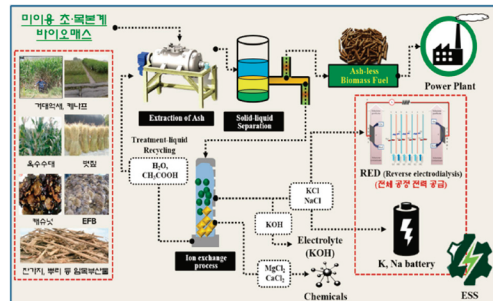 미이용 초·목본계
바이오매스
거대억새, 케나프
옥수수대
볏짚
캐슈넛
EFB
잔가지, 뿌리 등 임목부산물
Extraction of Ash
Solid-liquid
Separation
Ash-less
Biomass Fuel
Power Plant
Treatment-liquid
Recycling
H₂O,
CH₃COOH
Ion exchange
process
KCl
NaCl
KOH
Electrolyte
(KOH)
MgCl₂
CaCl₂
Chemicals
RED (Reverse electrodialysis)
(전체 공정 전력 공급)
K, Na battery
ESS